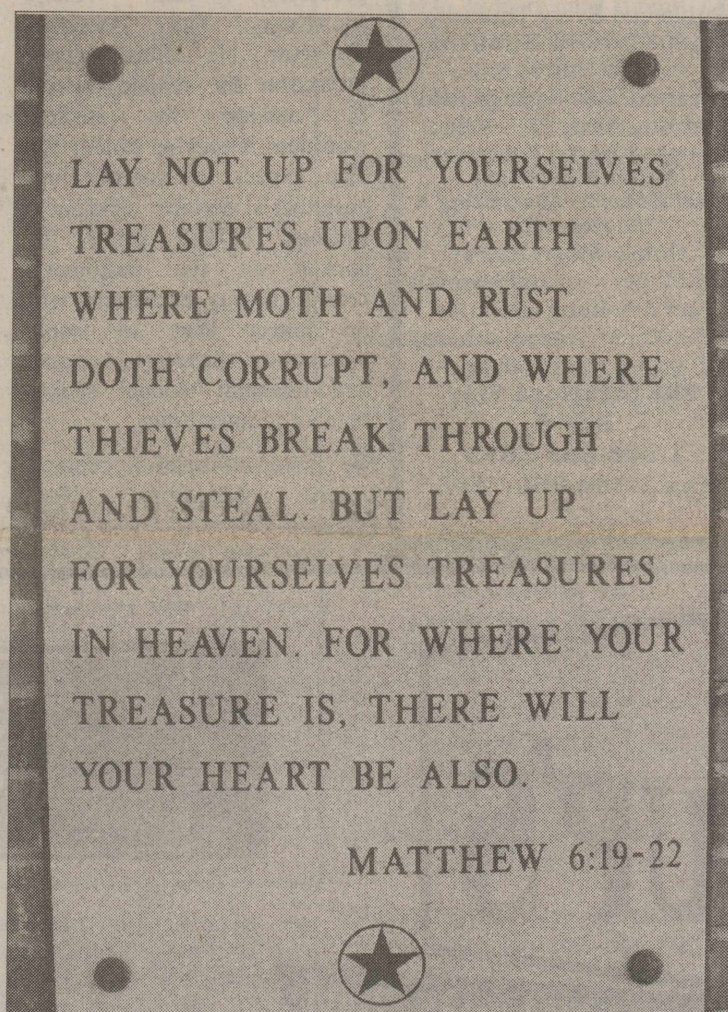 LAY NOT UP FOR YOURSELVES
TREASURES UPON EARTH
WHERE MOTH AND RUST
DOTH CORRUPT, AND WHERE
THIEVES BREAK THROUGH
AND STEAL. BUT LAY UP
FOR YOURSELVES TREASURES
IN HEAVEN. FOR WHERE YOUR
TREASURE IS, THERE WILL
YOUR HEART BE ALSO.
MATTHEW 6:19-22